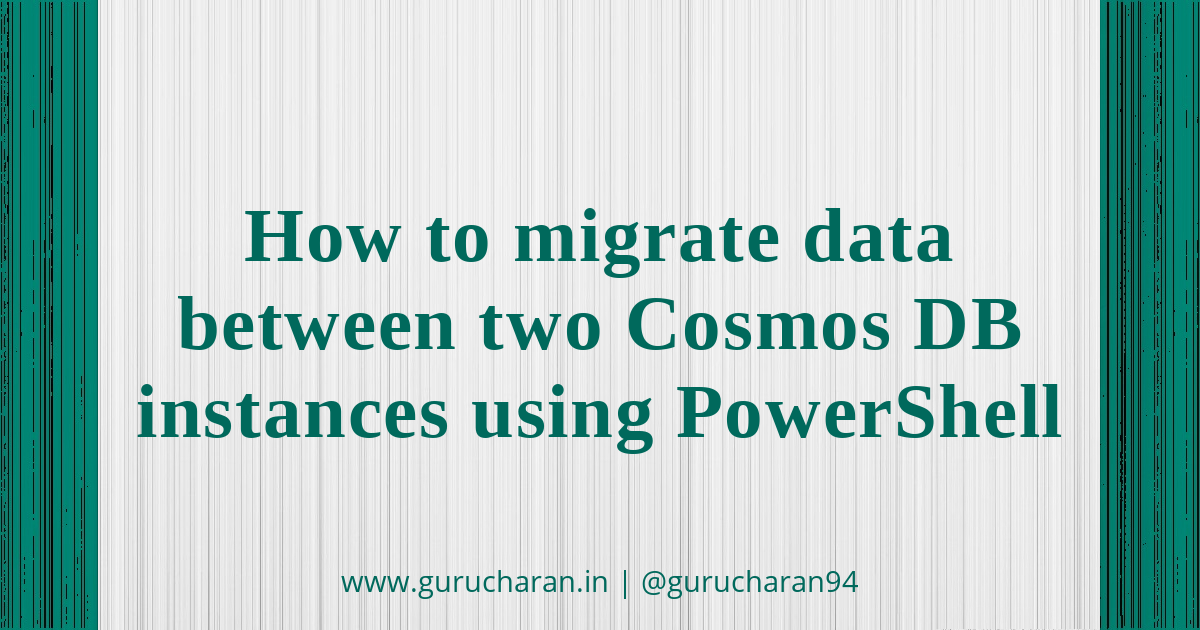 How to migrate data
between two Cosmos DB
instances using PowerShell
www.gurucharan.in | @gurucharan94